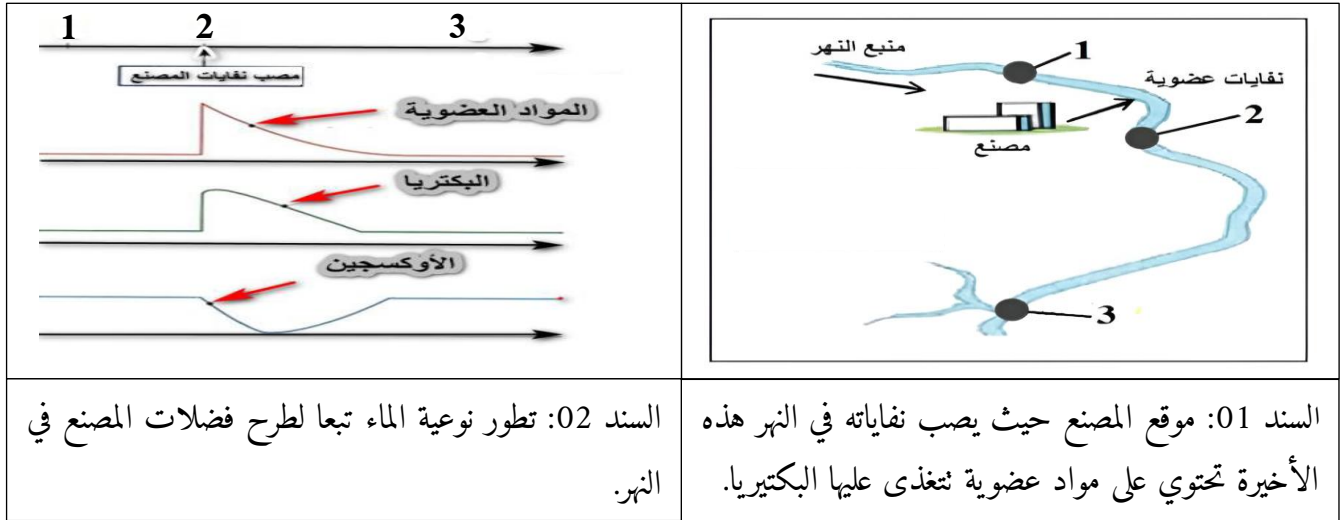 منبع النهر
1
نفايات عضوية
2
مصنع
3
1 2 3
مصب نفايات المصنع
المواد العضوية
البكتريا
الأوكسجين
السند 01: موقع المصنع حيث يصب نفاياته في النهر هذه
الأخيرة تحتوي على مواد عضوية تتغذى عليها البكتيريا.
السند 02: تطور نوعية الماء تبعا لطرح فضلات المصنع في
النهر.